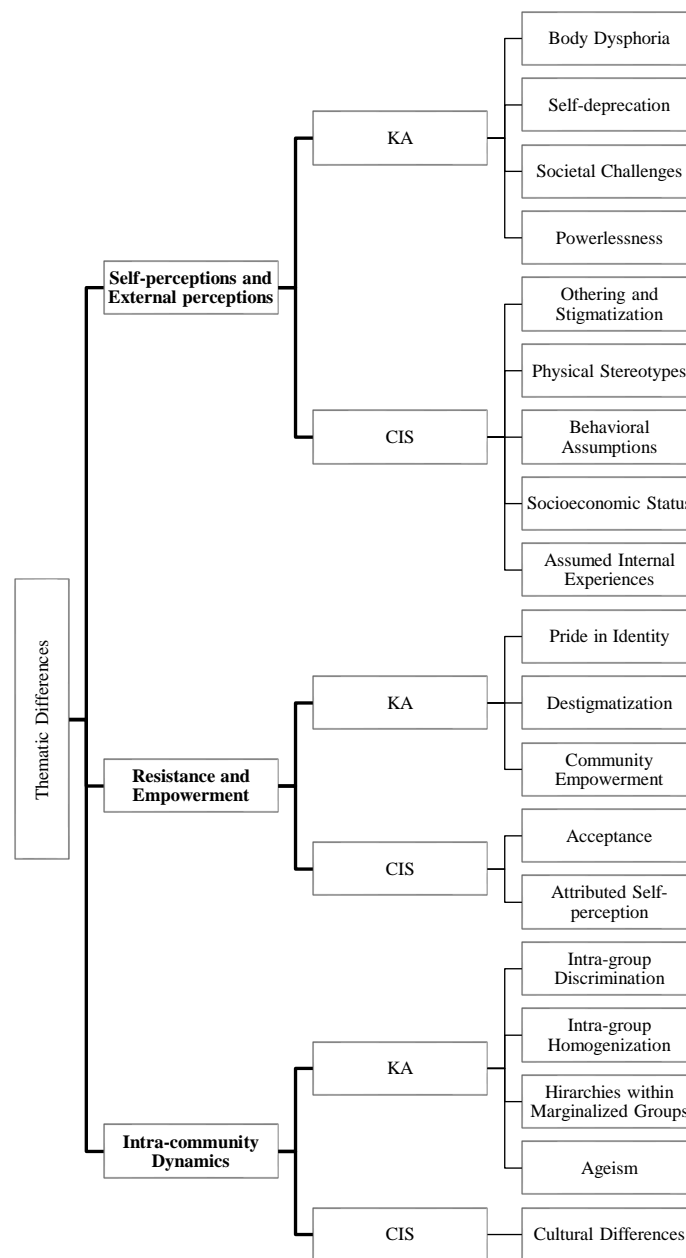 Thematic Differences
Self-perceptions and
External perceptions
KA
Body Dysphoria
Self-deprecation
Societal Challenges
Powerlessness
CIS
Othering and
Stigmatization
Physical Stereotypes
Behavioral
Assumptions
Socioeconomic Status
Assumed Internal
Experiences
Resistance and
Empowerment
KA
Pride in Identity
Destigmatization
Community
Empowerment
CIS
Acceptance
Attributed Self-
perception
Intra-community
Dynamics
KA
Intra-group
Discrimination
Intra-group
Homogenization
Hirarchies within
Marginalized Groups
Ageism
CIS
Cultural Differences